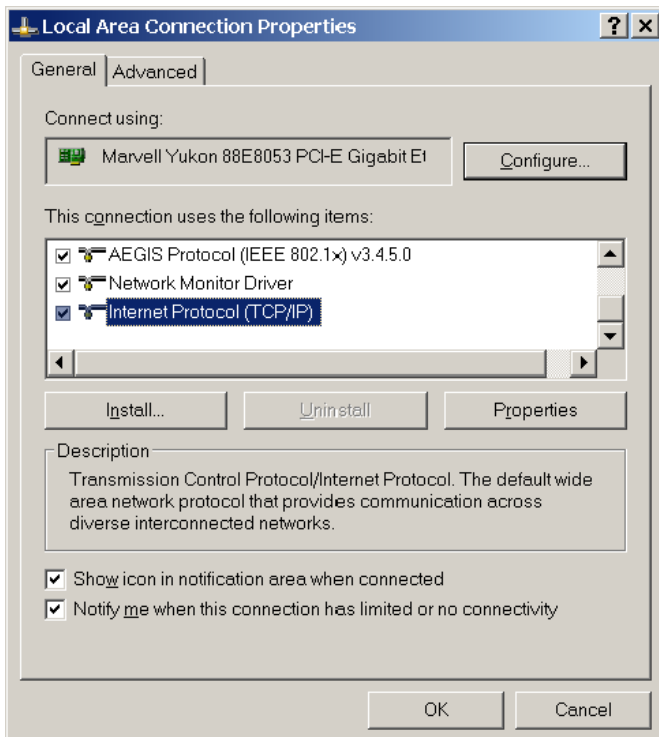 Local Area Connection Properties
General
Advanced
Connect using:
Marvell Yukon 88E8053 PCI-E Gigabit Et
Configure...
This connection uses the following items:
AEGIS Protocol (IEEE 802.1x) v3.4.5.0
Network Monitor Driver
Internet Protocol (TCP/IP)
Install...
Uninstall
Properties
Description
Transmission Control Protocol/Internet Protocol. The default wide
area network protocol that provides communication across
diverse interconnected networks.
Show icon in notification area when connected
Notify me when this connection has limited or no connectivity
OK
Cancel